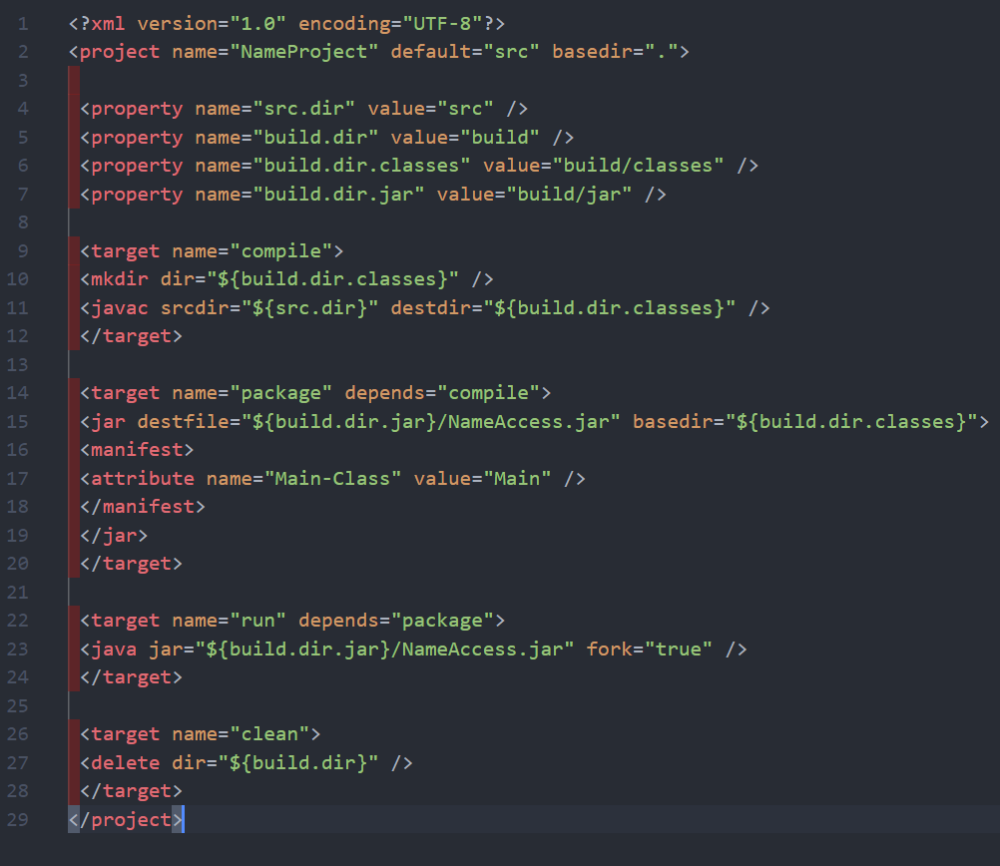 1 <?xml version="1.0" encoding="UTF-8"?>
2 <project name="NameProject" default="src" basedir=".">
3
4 <property name="src.dir" value="src" />
5 <property name="build.dir" value="build" />
6 <property name="build.dir.classes" value="build/classes" />
7 <property name="build.dir.jar" value="build/jar" />
8
9 <target name="compile">
10 <mkdir dir="${build.dir.classes}" />
11 <javac srcdir="${src.dir}" destdir="${build.dir.classes}" />
12 </target>
13
14 <target name="package" depends="compile">
15 <jar destfile="${build.dir.jar}/NameAccess.jar" basedir="${build.dir.classes}">
16 <manifest>
17 <attribute name="Main-Class" value="Main" />
18 </manifest>
19 </jar>
20 </target>
21
22 <target name="run" depends="package">
23 <java jar="${build.dir.jar}/NameAccess.jar" fork="true" />
24 </target>
25
26 <target name="clean">
27 <delete dir="${build.dir}" />
28 </target>
29 </project>